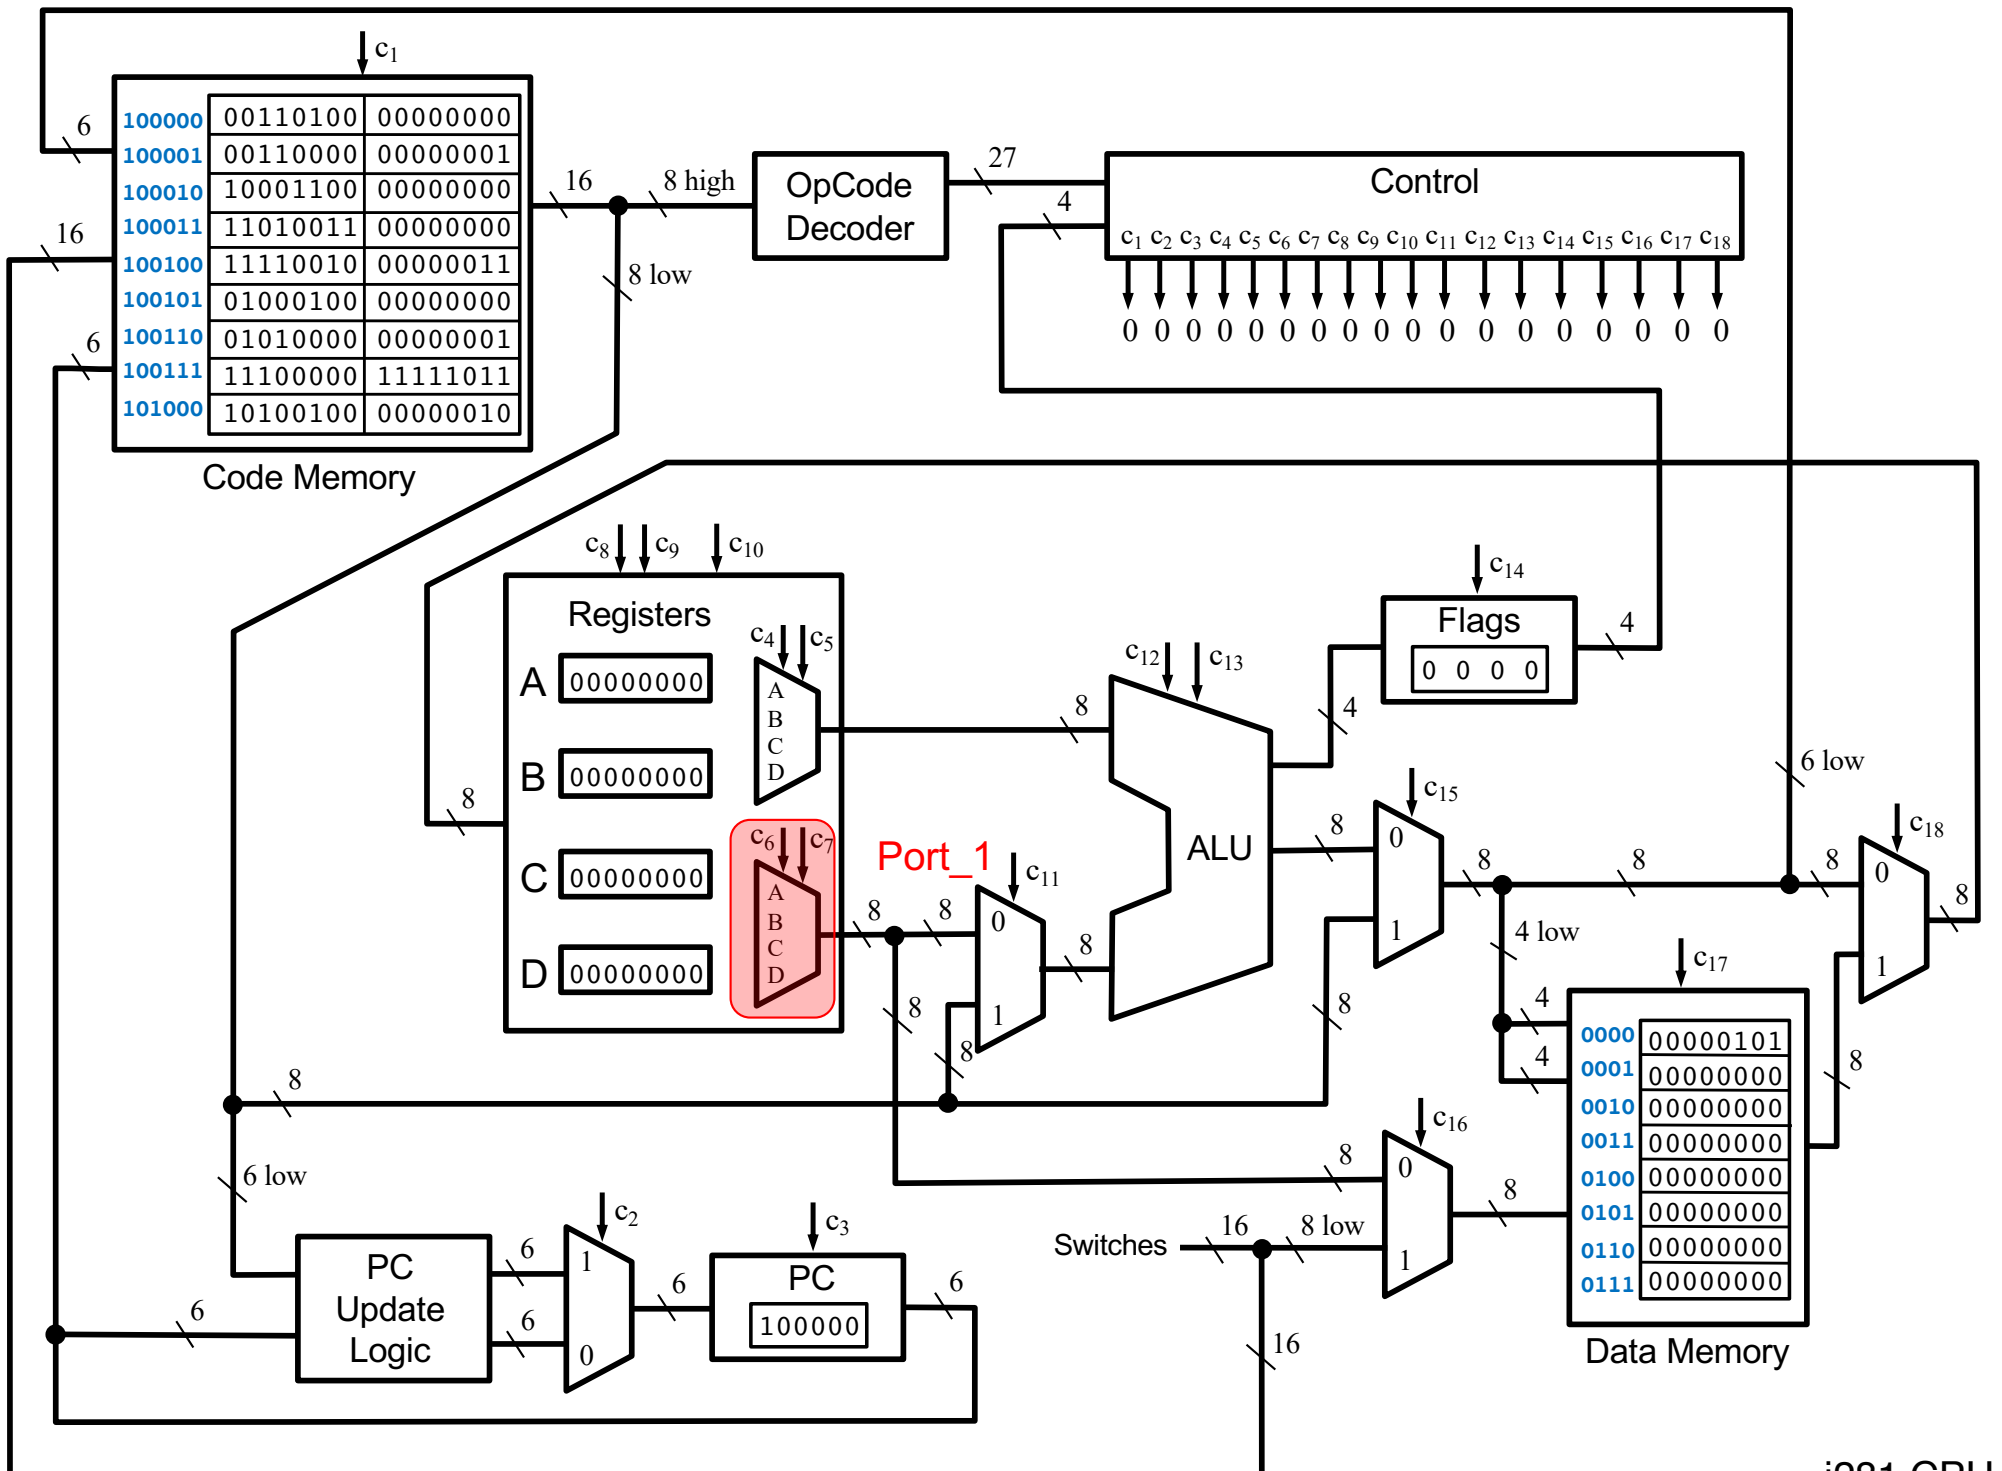 c1
100000 00110100 00000000
100001 00110000 00000001
100010 10001100 00000000
100011 11010011 00000000
100100 11110010 00000011
100101 01000100 00000000
100110 01010000 00000001
100111 11100000 11111011
101000 10100100 00000010
Code Memory
6
16
6
16
8 high
8 low
OpCode
Decoder
27
4
Control
c1 c2 c3 c4 c5 c6 c7 c8 c9 c10 c11 c12 c13 c14 c15 c16 c17 c18
0 0 0 0 0 0 0 0 0 0 0 0 0 0 0 0 0 0
c8 c9 c10
Registers
A 00000000
B 00000000
C 00000000
D 00000000
8
c4 c5
A
B
C
D
c6 c7
A
B
C
D
Port_1
8
8
8
8
c11
0
1
8
8
c12 c13
ALU
c14
Flags
0 0 0 0
4
4
8
c15
0
1
8
8
8
8
6 low
4 low
4
4
c18
0
1
8
c17
0000 00000101
0001 00000000
0010 00000000
0011 00000000
0100 00000000
0101 00000000
0110 00000000
0111 00000000
Data Memory
8
8
c16
0
1
8
8
Switches
16
8 low
16
6 low
6
PC
Update
Logic
6
6
c2
1
0
6
c3
PC
100000
6